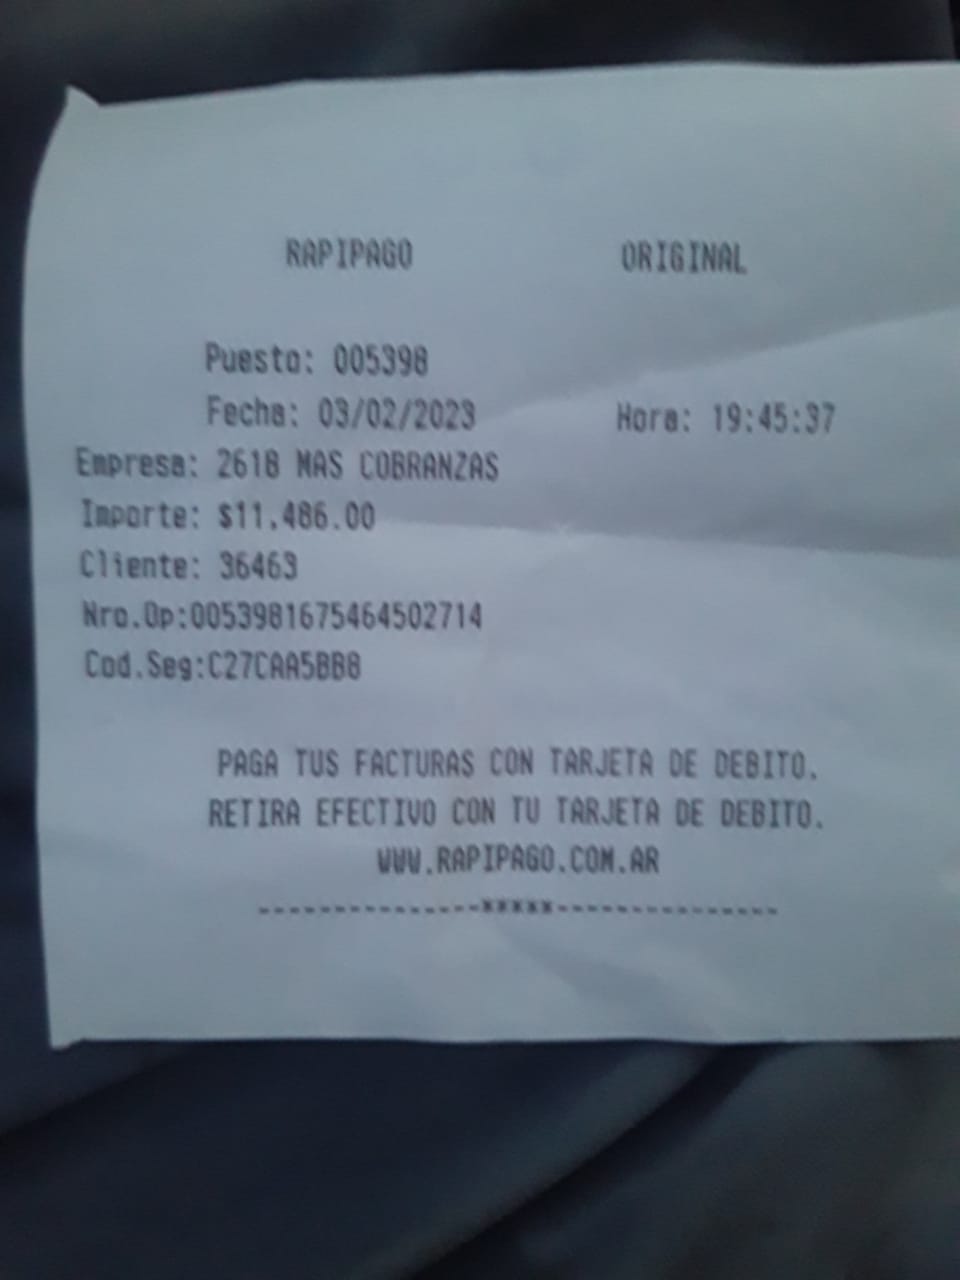 RAPIPAGO ORIGINAL
Puesto: 005398
Fecha: 03/02/2023 Hora: 19:45:37
Empresa: 2618 MAS COBRANZAS
Importe: $11,486.00
Cliente: 36463
Nro.Op:0053981675464502714
Cod.Seg:C27CAA5BB8
PAGA TUS FACTURAS CON TARJETA DE DEBITO.
RETIRA EFECTIVO CON TU TARJETA DE DEBITO.
WWW.RAPIPAGO.COM.AR
---------------*****---------------